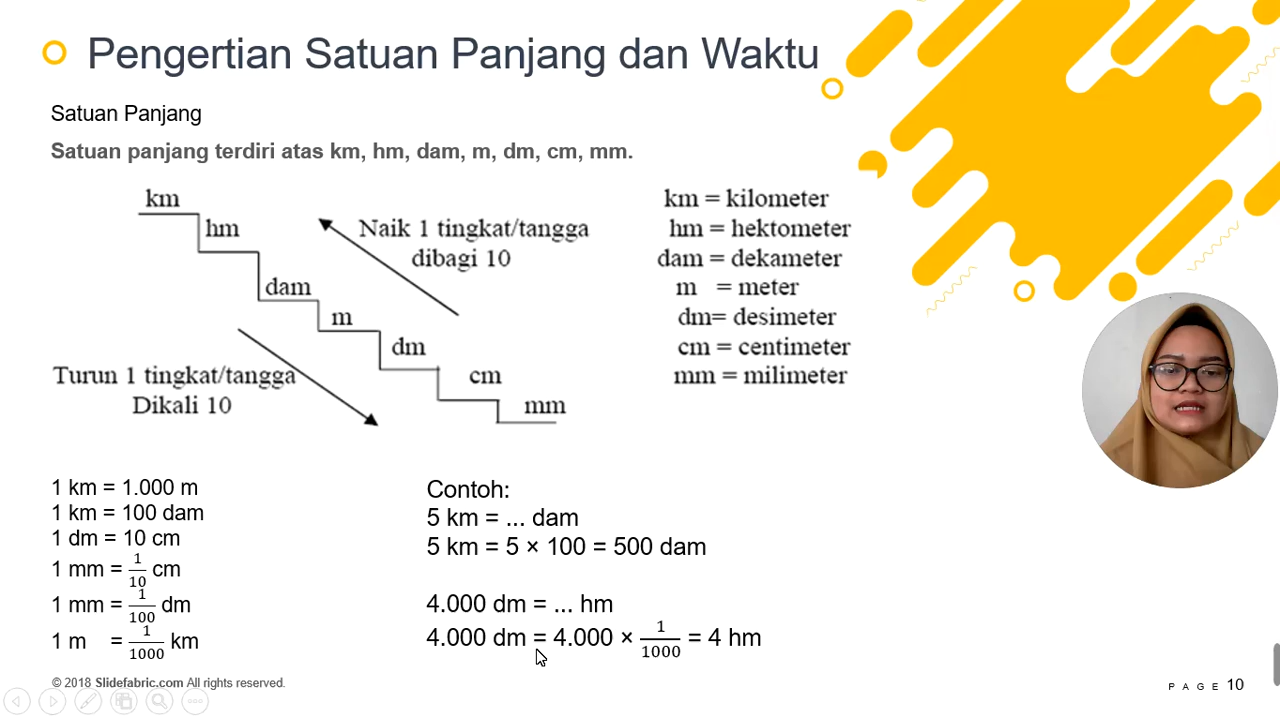 Pengertian Satuan Panjang dan Waktu
Satuan Panjang
Satuan panjang terdiri atas km, hm, dam, m, dm, cm, mm.
km
hm
dam
m
dm
cm
mm
Naik 1 tingkat/tangga
dibagi 10
Turun 1 tingkat/tangga
Dikali 10
km = kilometer
hm = hektometer
dam = dekameter
m = meter
dm= desimeter
cm = centimeter
mm = milimeter
1 km = 1.000 m
1 km = 100 dam
1 dm = 10 cm
1 mm = 1/10 cm
1 mm = 1/100 dm
1 m = 1/1000 km
Contoh:
5 km = ... dam
5 km = 5 × 100 = 500 dam
4.000 dm = ... hm
4.000 dm = 4.000 × 1/1000 = 4 hm
© 2018 Slidefabric.com All rights reserved.
PAGE 10